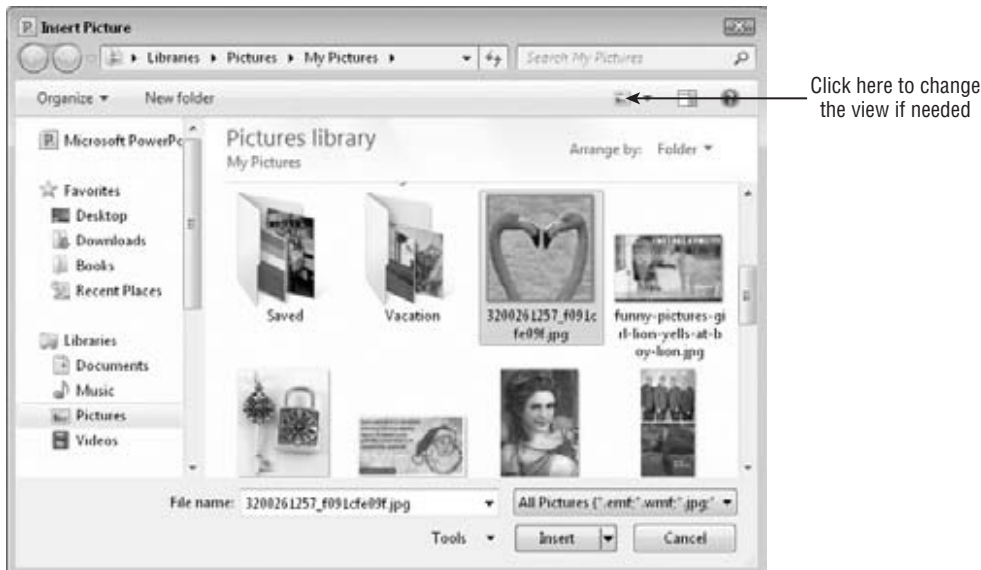 Insert Picture
Libraries ▸ Pictures ▸ My Pictures ▸
Search My Pictures
Organize
New folder
Click here to change
the view if needed
Microsoft PowerPo
Pictures library
My Pictures
Arrange by: Folder
Favorites
Desktop
Downloads
Books
Recent Places
Saved
Vacation
3200261257_f091c
fe09f.jpg
funny-pictures-gi
rl-lion-yells-at-b
oy-lion.jpg
Libraries
Documents
Music
Pictures
Videos
File name: 3200261257_f091cfe09f.jpg
All Pictures (*.emf;*.wmf;*.jpg;*
Tools
Insert
Cancel